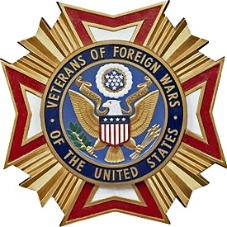 VETERANS OF FOREIGN WARS
OF THE UNITED STATES